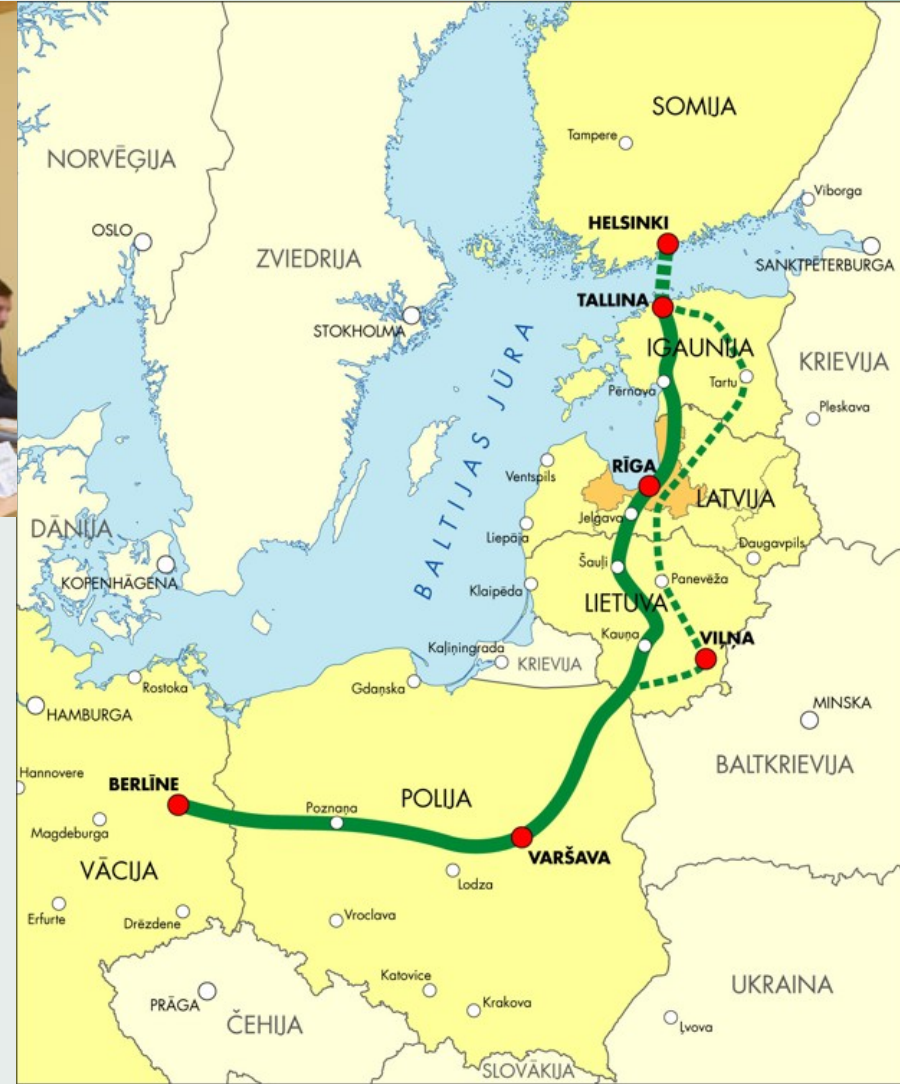 SOMIJA
Tampere
NORVĒĢIJA
Viborga
HELSINKI
OSLO
ZVIEDRIJA
SANKTPĒTERBURGA
TALLINA
STOKHOLMA
IGAUNIJA
KRIEVIJA
Pērnava
Tartu
Pleskava
BALTIJAS JŪRA
RĪGA
Ventspils
LATVIJA
Jelgava
DĀNIJA
Liepāja
Daugavpils
Šauļi
KOPENHĀGENA
Panevēža
Klaipēda
LIETUVA
Kauņa
VIĻŅA
Kaļiņingrada
KRIEVIJA
Rostoka
Gdaņska
HAMBURGA
MINSKA
BALTKRIEVIJA
Hannovere
BERLĪNE
POLIJA
Poznaņa
Magdeburga
VARŠAVA
VĀCIJA
Lodza
Erfurte
Drēzdene
Vroclava
Katovice
UKRAINA
PRĀGA
Krakova
ČEHIJA
Ļvova
SLOVĀKIJA